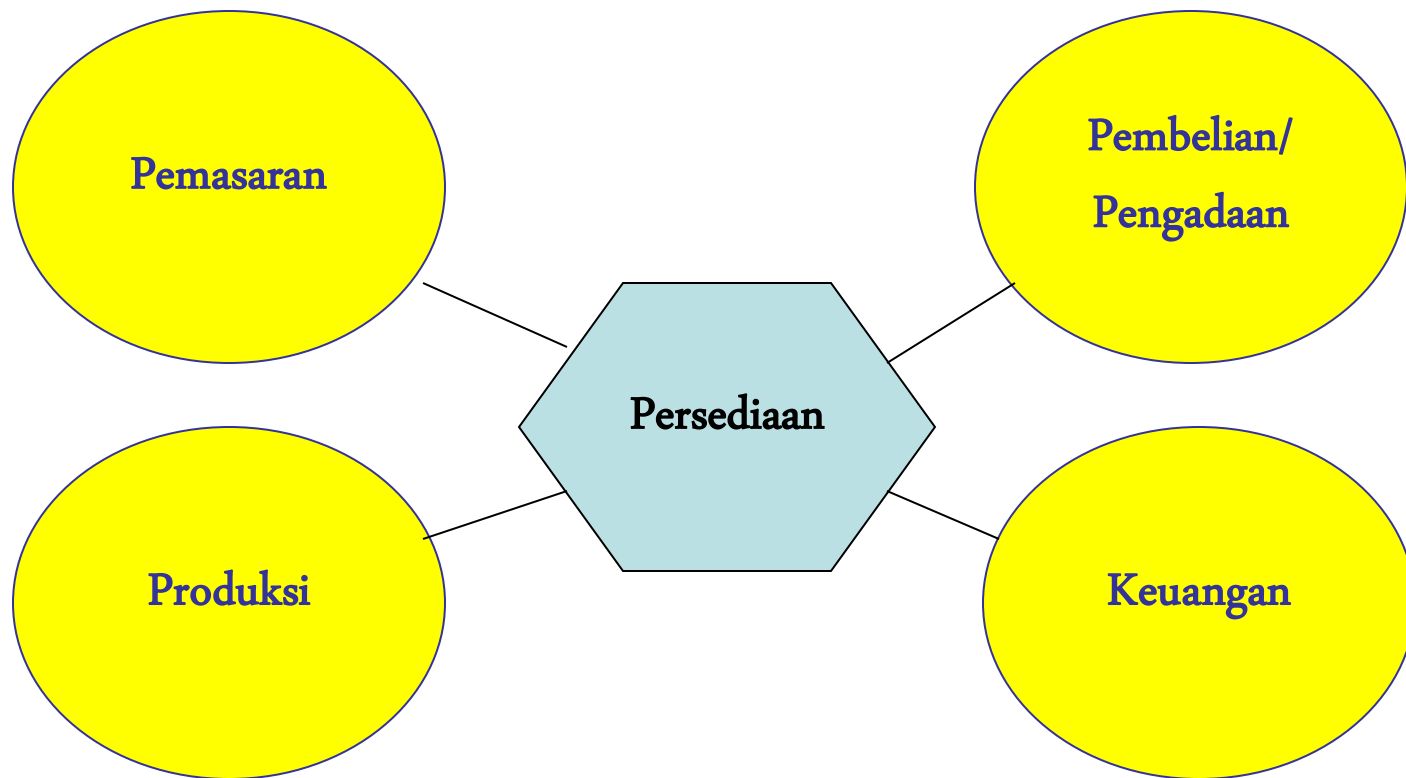 Pemasaran
Pembelian/
Pengadaan
Persediaan
Produksi
Keuangan